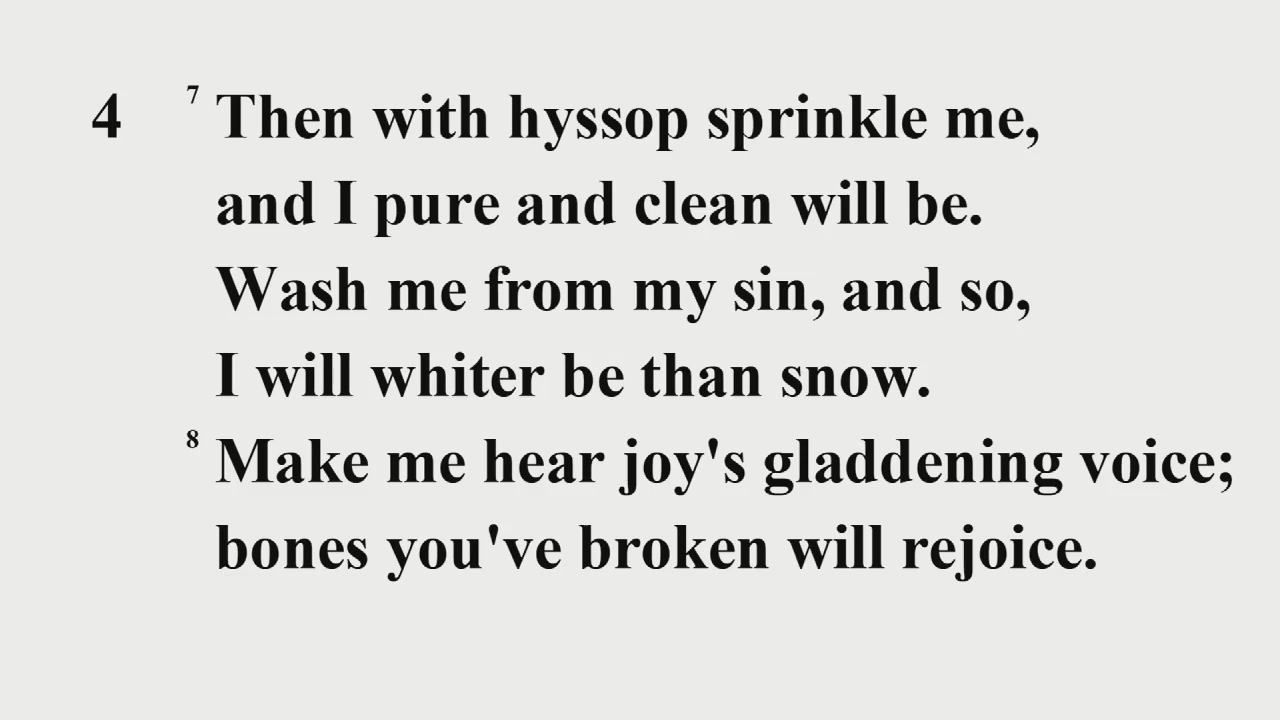 4 7 Then with hyssop sprinkle me,
and I pure and clean will be.
Wash me from my sin, and so,
I will whiter be than snow.
8 Make me hear joy's gladdening voice;
bones you've broken will rejoice.